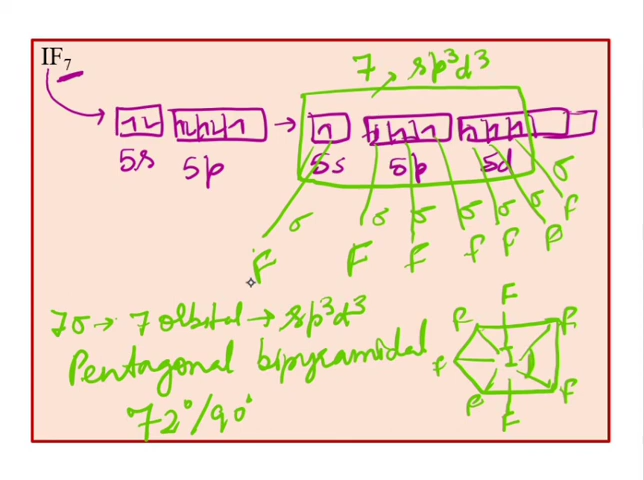 IF7
7 → sp³d³
5s 5p → 5s 5p 5d
σ σ σ σ σ σ σ
F F F F F F F
7σ → 7 orbital → sp³d³
Pentagonal bipyramidal
72°/90°
F
F F
F I
F F
F